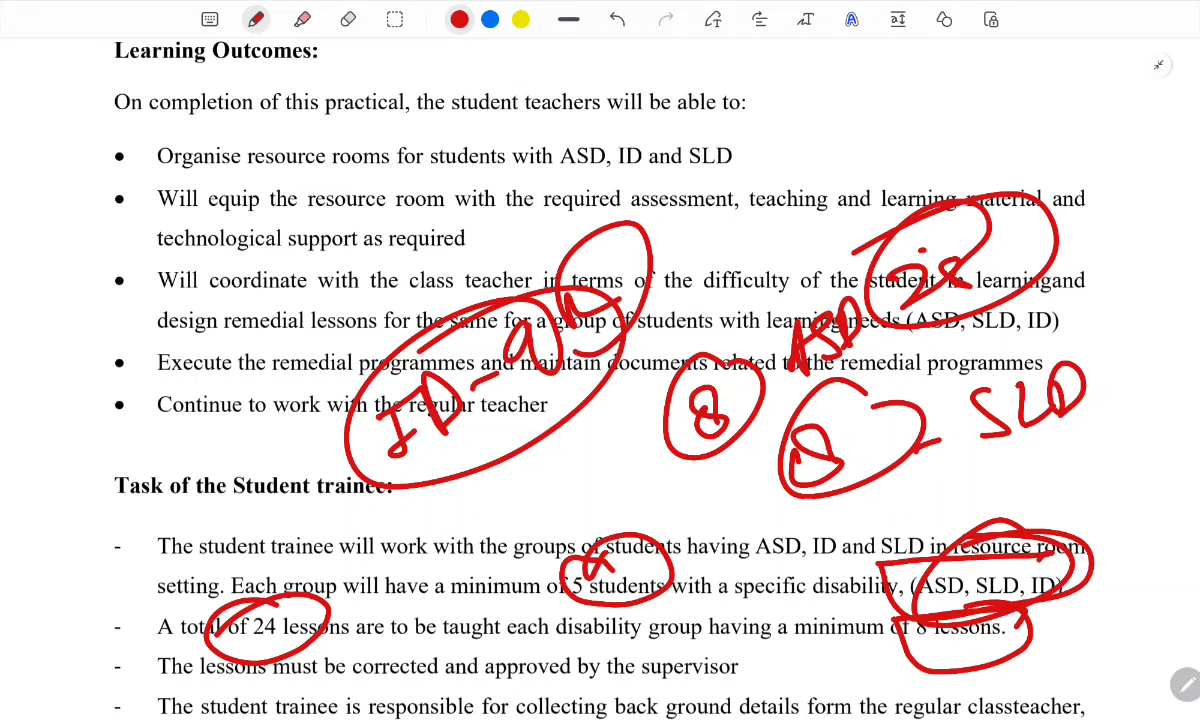 Learning Outcomes:
On completion of this practical, the student teachers will be able to:
• Organise resource rooms for students with ASD, ID and SLD
• Will equip the resource room with the required assessment, teaching and learning material and
technological support as required
• Will coordinate with the class teacher in terms of the difficulty of the student in learningand
design remedial lessons for the same for a group of students with learning needs (ASD, SLD, ID)
• Execute the remedial programmes and maintain documents related to the remedial programmes
• Continue to work with the regular teacher
ASD
ID -
8
SLD
Task of the Student trainee:
- The student trainee will work with the groups of students having ASD, ID and SLD in resource room
setting. Each group will have a minimum of 5 students with a specific disability, (ASD, SLD, ID)
- A total of 24 lessons are to be taught each disability group having a minimum of 8 lessons.
- The lessons must be corrected and approved by the supervisor
- The student trainee is responsible for collecting back ground details form the regular classteacher,